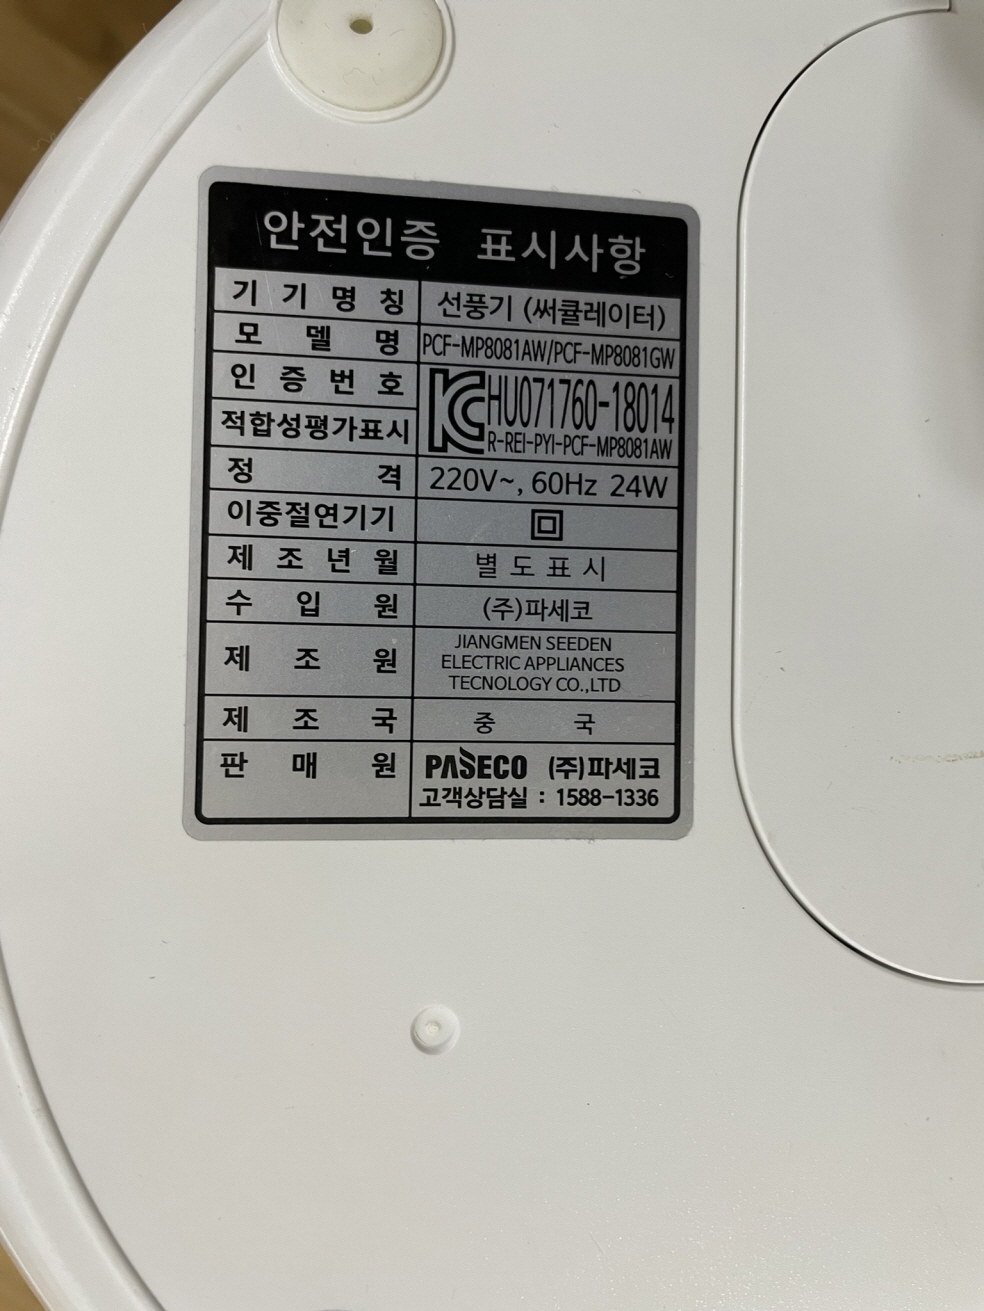 안전인증 표시사항
기기명칭 선풍기 (써큘레이터)
모델명 PCF-MP8081AW/PCF-MP8081GW
인증번호 HU071760-18014
적합성평가표시 R-REI-PYI-PCF-MP8081AW
정격 220V~, 60Hz 24W
이중절연기기
제조년월 별도표시
수입원 (주)파세코
제조원 JIANGMEN SEEDEN
ELECTRIC APPLIANCES
TECNOLOGY CO.,LTD
제조국 중국
판매원 PASECO (주)파세코
고객상담실 : 1588-1336